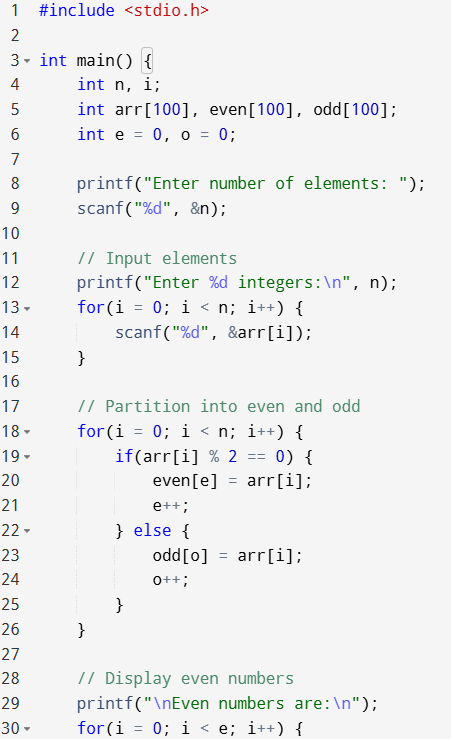 1 #include <stdio.h>
2
3 int main() {
4     int n, i;
5     int arr[100], even[100], odd[100];
6     int e = 0, o = 0;
7
8     printf("Enter number of elements: ");
9     scanf("%d", &n);
10
11     // Input elements
12     printf("Enter %d integers:\n", n);
13     for(i = 0; i < n; i++) {
14         scanf("%d", &arr[i]);
15     }
16
17     // Partition into even and odd
18     for(i = 0; i < n; i++) {
19         if(arr[i] % 2 == 0) {
20             even[e] = arr[i];
21             e++;
22         } else {
23             odd[o] = arr[i];
24             o++;
25         }
26     }
27
28     // Display even numbers
29     printf("\nEven numbers are:\n");
30     for(i = 0; i < e; i++) {